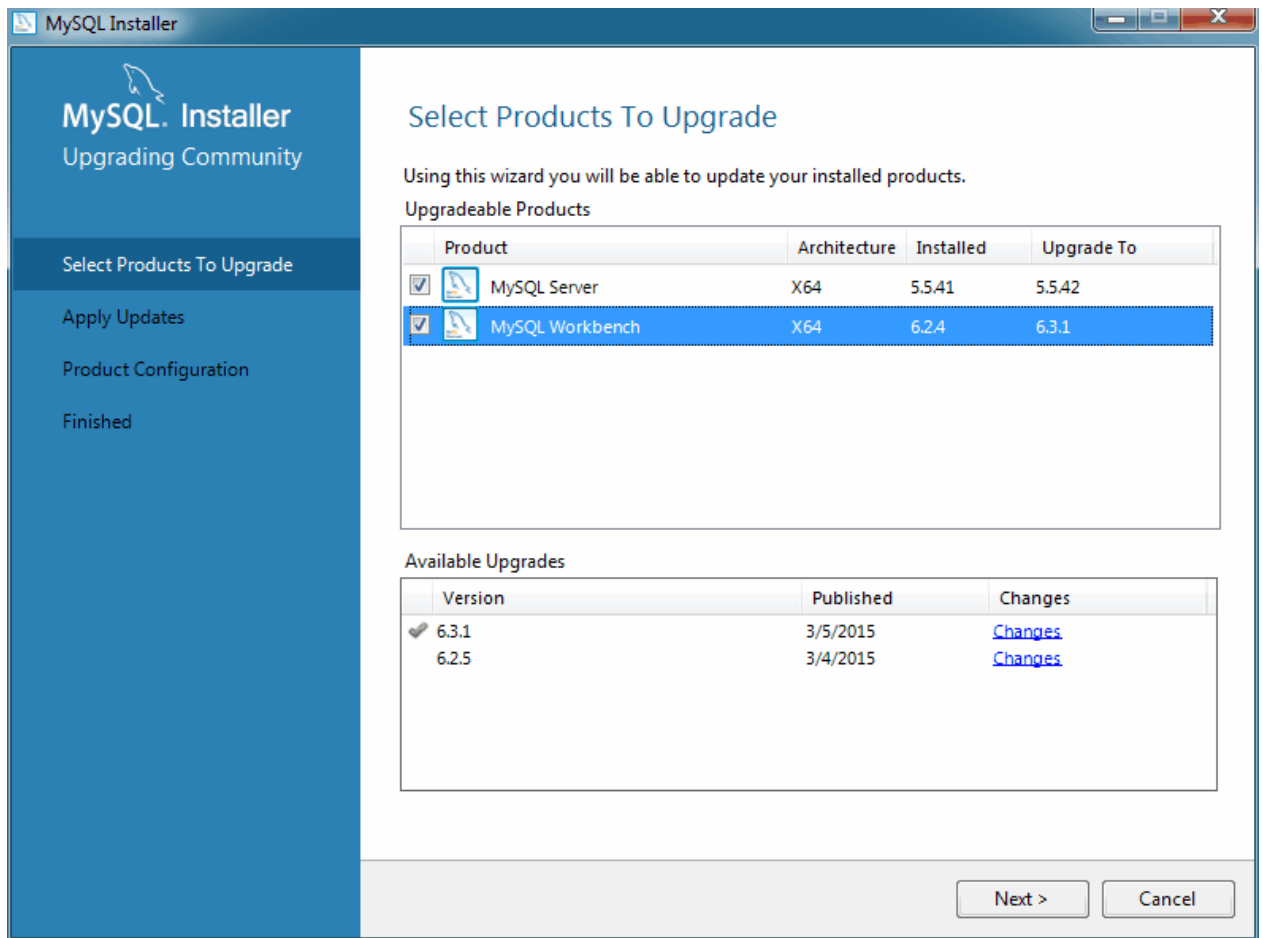 MySQL Installer
MySQL. Installer
Upgrading Community
Select Products To Upgrade
Apply Updates
Product Configuration
Finished
Select Products To Upgrade
Using this wizard you will be able to update your installed products.
Upgradeable Products
Product Architecture Installed Upgrade To
MySQL Server X64 5.5.41 5.5.42
MySQL Workbench X64 6.2.4 6.3.1
Available Upgrades
Version Published Changes
6.3.1 3/5/2015 Changes
6.2.5 3/4/2015 Changes
Next > Cancel